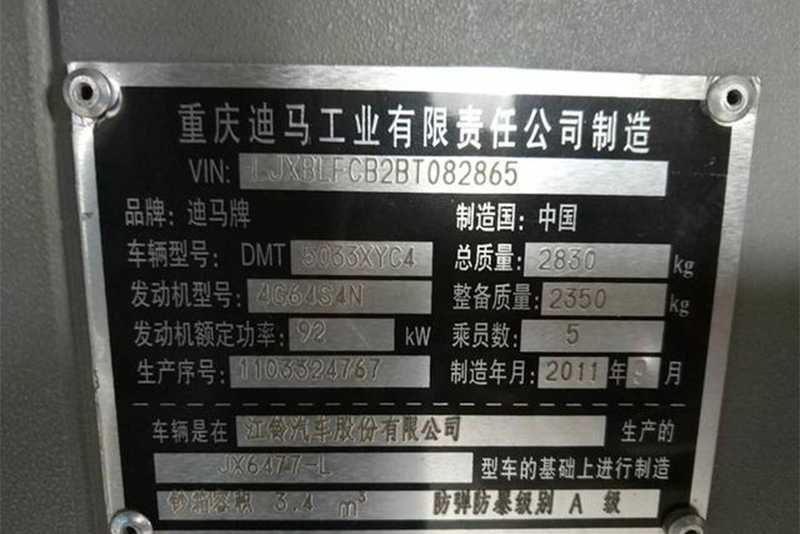 重庆迪马工业有限责任公司制造
VIN: LJXBLFCB2BT082865
品牌: 迪马牌 制造国: 中国
车辆型号: DMT 5033XYC4 总质量: 2830 kg
发动机型号: 4G64S4N 整备质量: 2350 kg
发动机额定功率: 92 kW 乘员数: 5
生产序号: 1103324767 制造年月: 2011 年 月
车辆是在 江铃汽车股份有限公司 生产的
JX6477-L 型车的基础上进行制造
钞箱容积 3.4 m³ 防弹防暴级别 A 级